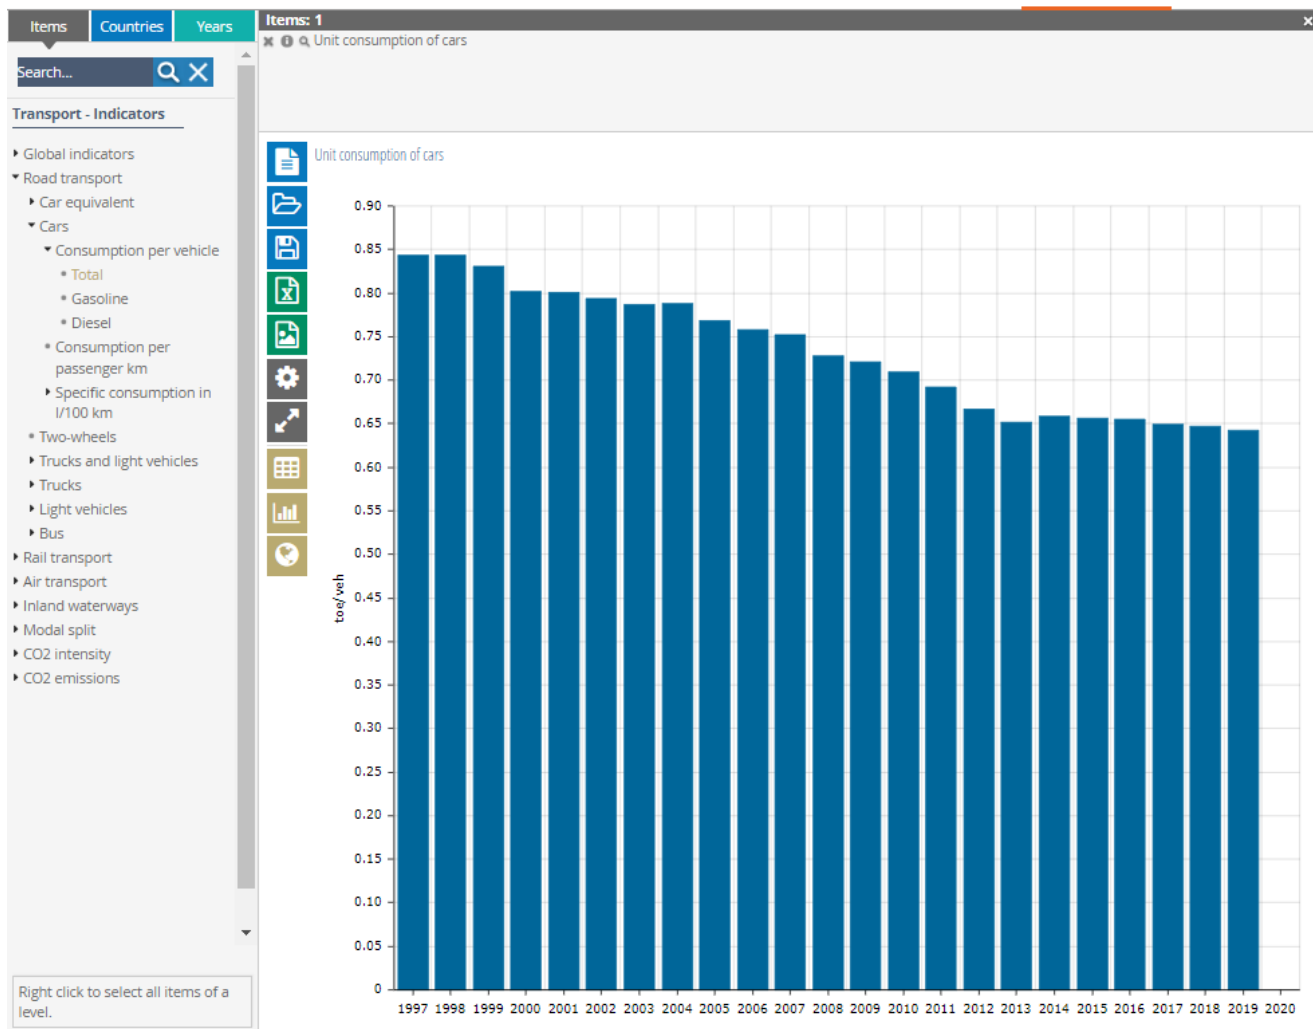 Items
Countries
Years
Search...
Transport - Indicators
Global indicators
Road transport
Car equivalent
Cars
Consumption per vehicle
Total
Gasoline
Diesel
Consumption per
passenger km
Specific consumption in
l/100 km
Two-wheels
Trucks and light vehicles
Trucks
Light vehicles
Bus
Rail transport
Air transport
Inland waterways
Modal split
CO2 intensity
CO2 emissions
Right click to select all items of a
level.
Items: 1
Unit consumption of cars
Unit consumption of cars
0.90
0.85
0.80
0.75
0.70
0.65
0.60
0.55
0.50
0.45
0.40
0.35
0.30
0.25
0.20
0.15
0.10
0.05
0
toe/veh
1997 1998 1999 2000 2001 2002 2003 2004 2005 2006 2007 2008 2009 2010 2011 2012 2013 2014 2015 2016 2017 2018 2019 2020